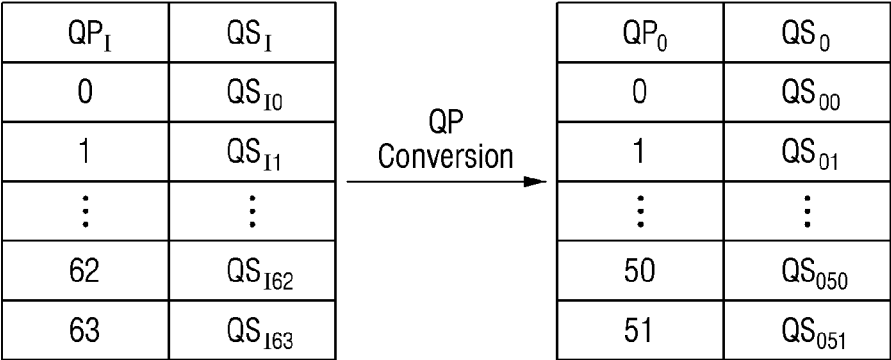 QP_I QS_I
0 QS_I0
1 QS_I1
⋮ ⋮
62 QS_I62
63 QS_I63
QP
Conversion
QP_0 QS_0
0 QS_00
1 QS_01
⋮ ⋮
50 QS_050
51 QS_051